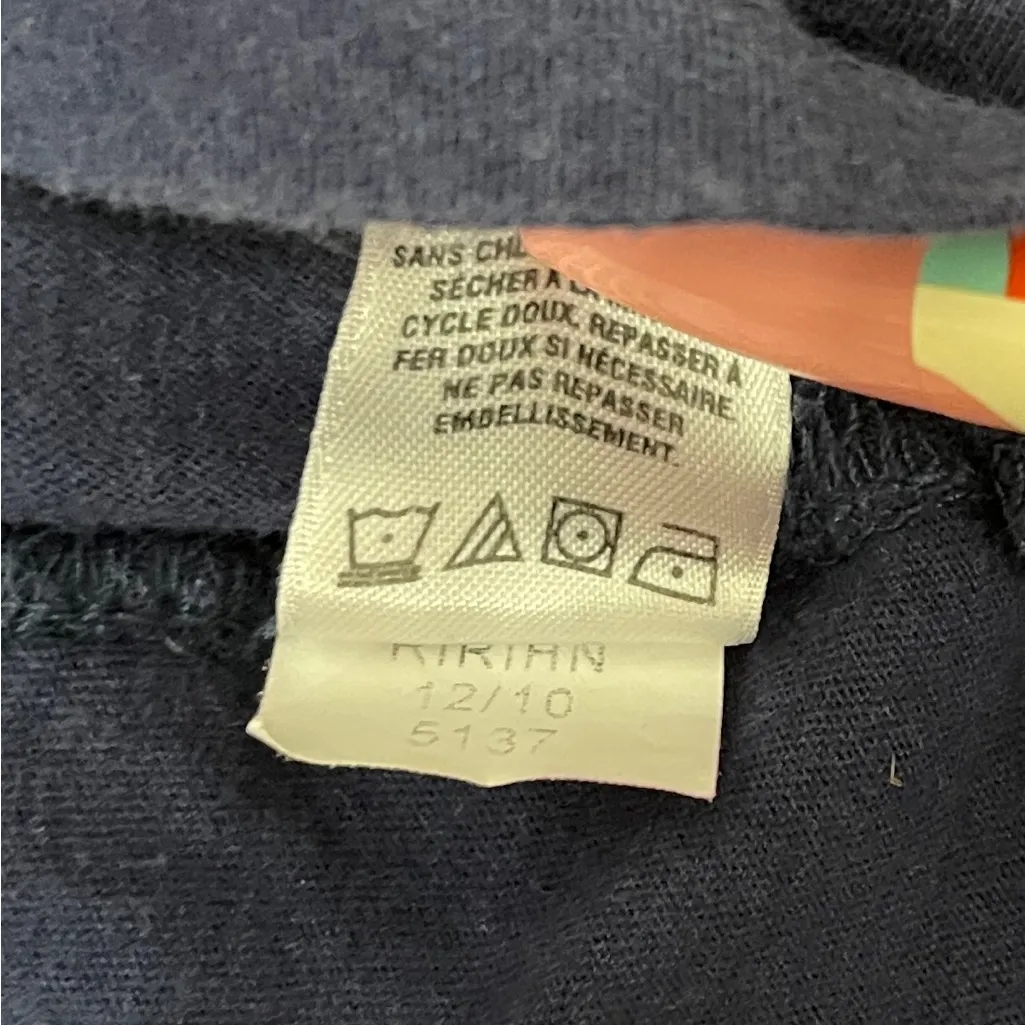 SANS
SÉCHER À
CYCLE DOUX. REPASSER À
FER DOUX SI NÉCESSAIRE.
NE PAS REPASSER
EMBELLISSEMENT.
12/10
5137